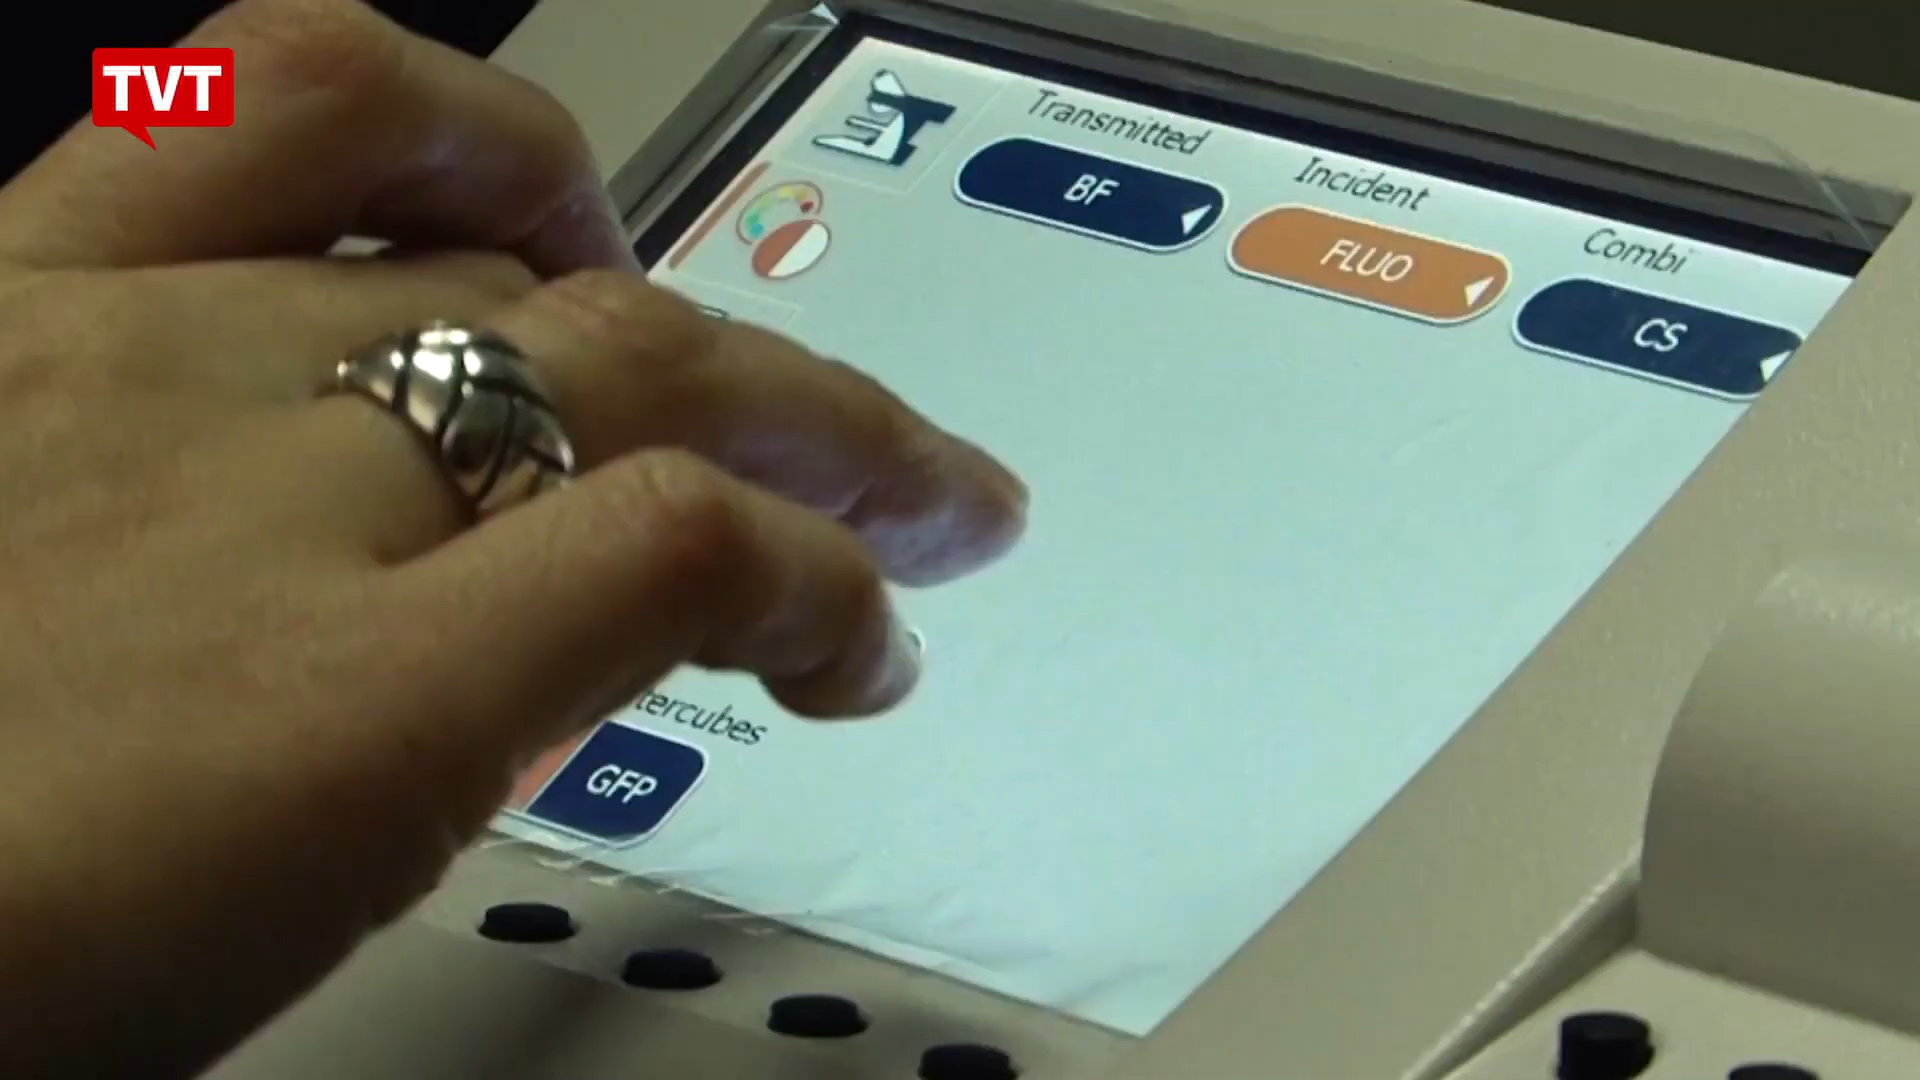 TVT
Transmitted
Incident
Combi
BF
FLUO
CS
tercubes
GFP